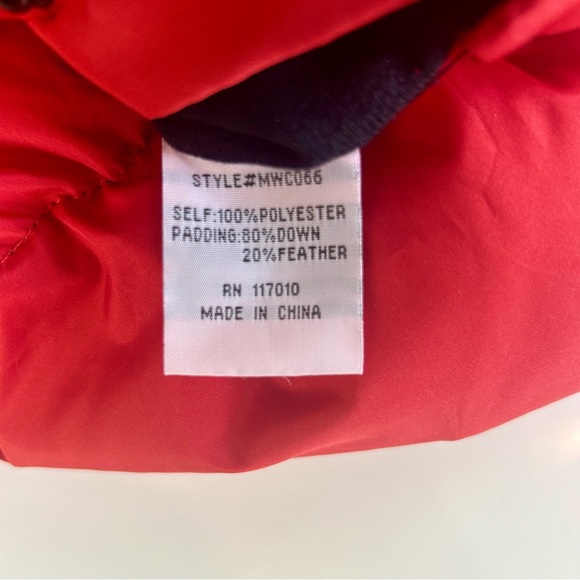 STYLE#MWC066
SELF:100%POLYESTER
PADDING:80%DOWN
20%FEATHER
RN 117010
MADE IN CHINA